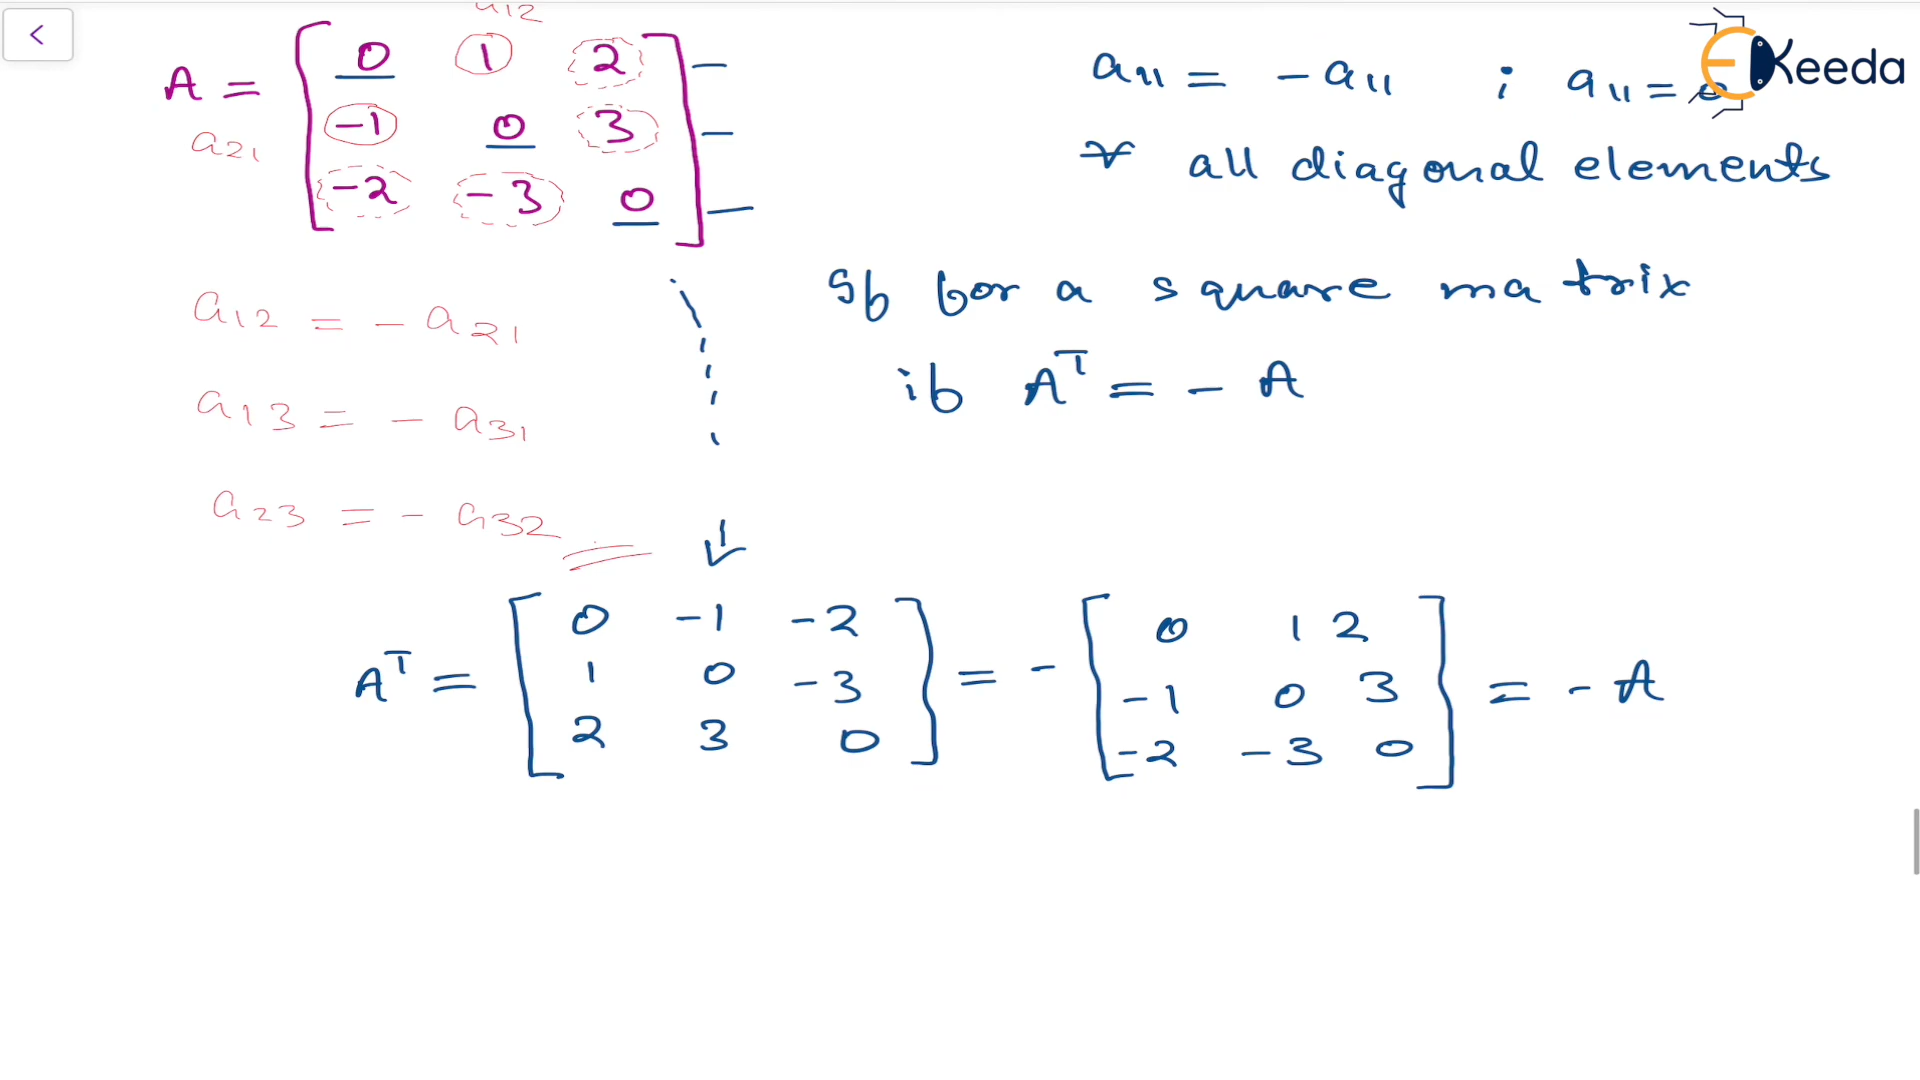 a12
A = [ 0 1 2
a21 -1 0 3
-2 -3 0 ]
a12 = - a21
a13 = - a31
a23 = - a32
a11 = - a11 ; a11 = 0
∀ all diagonal elements
If for a square matrix
if A^T = - A
A^T = [ 0 -1 -2 ] = - [ 0 1 2 ] = - A
1 0 -3 -1 0 3
2 3 0 -2 -3 0
EKeeda